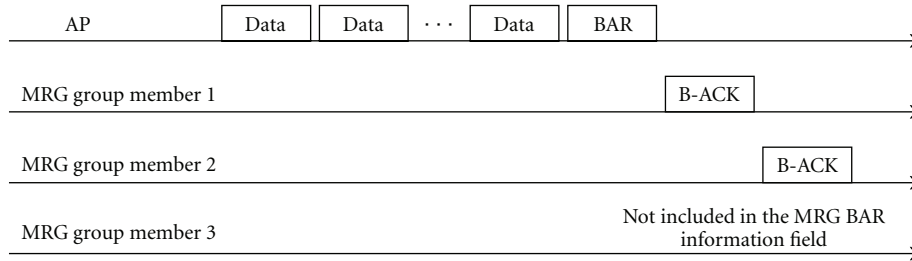 AP Data Data ... Data BAR
MRG group member 1
B-ACK
MRG group member 2
B-ACK
MRG group member 3
Not included in the MRG BAR
information field